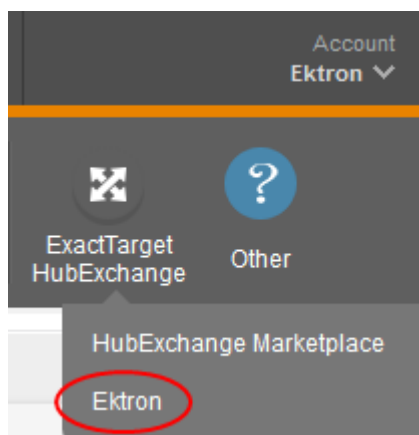 Account
Ektron
?
ExactTarget
HubExchange
Other
HubExchange Marketplace
Ektron